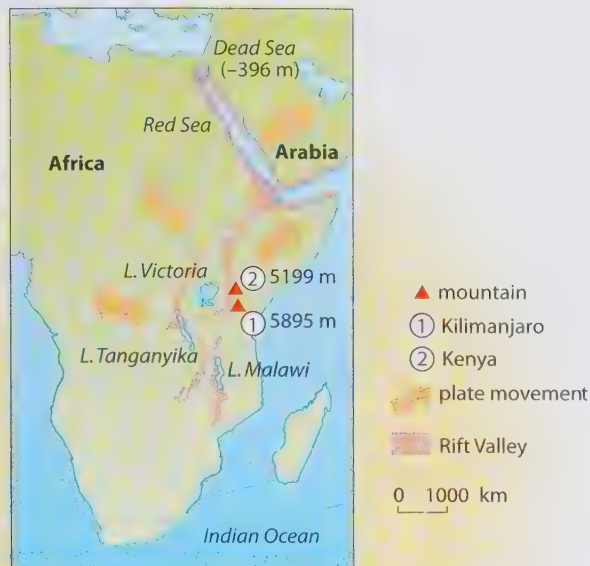 Dead Sea
(–396 m)
Red Sea
Africa
Arabia
L. Victoria
② 5199 m
① 5895 m
L. Tanganyika
L. Malawi
Indian Ocean
mountain
① Kilimanjaro
② Kenya
plate movement
Rift Valley
0 1000 km